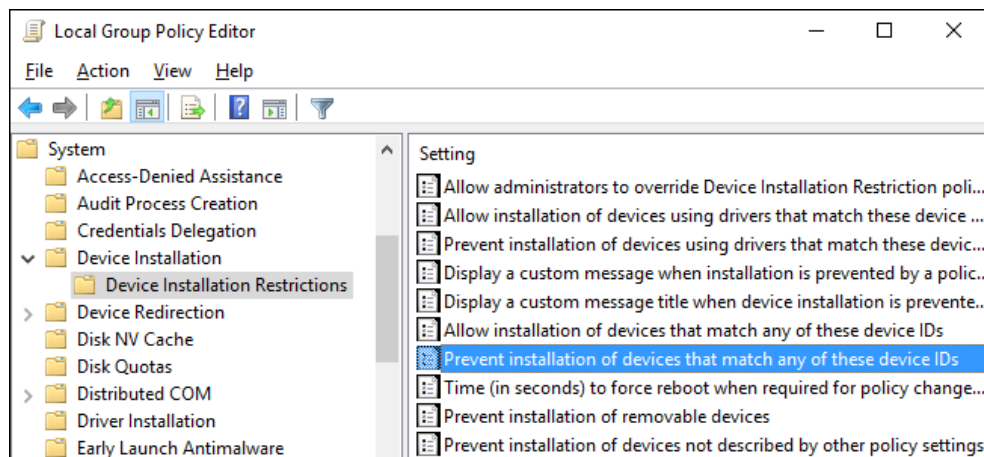 Local Group Policy Editor
File Action View Help
System
Access-Denied Assistance
Audit Process Creation
Credentials Delegation
Device Installation
Device Installation Restrictions
Device Redirection
Disk NV Cache
Disk Quotas
Distributed COM
Driver Installation
Early Launch Antimalware
Setting
Allow administrators to override Device Installation Restriction poli...
Allow installation of devices using drivers that match these device ...
Prevent installation of devices using drivers that match these devic...
Display a custom message when installation is prevented by a polic...
Display a custom message title when device installation is prevente...
Allow installation of devices that match any of these device IDs
Prevent installation of devices that match any of these device IDs
Time (in seconds) to force reboot when required for policy change...
Prevent installation of removable devices
Prevent installation of devices not described by other policy settings